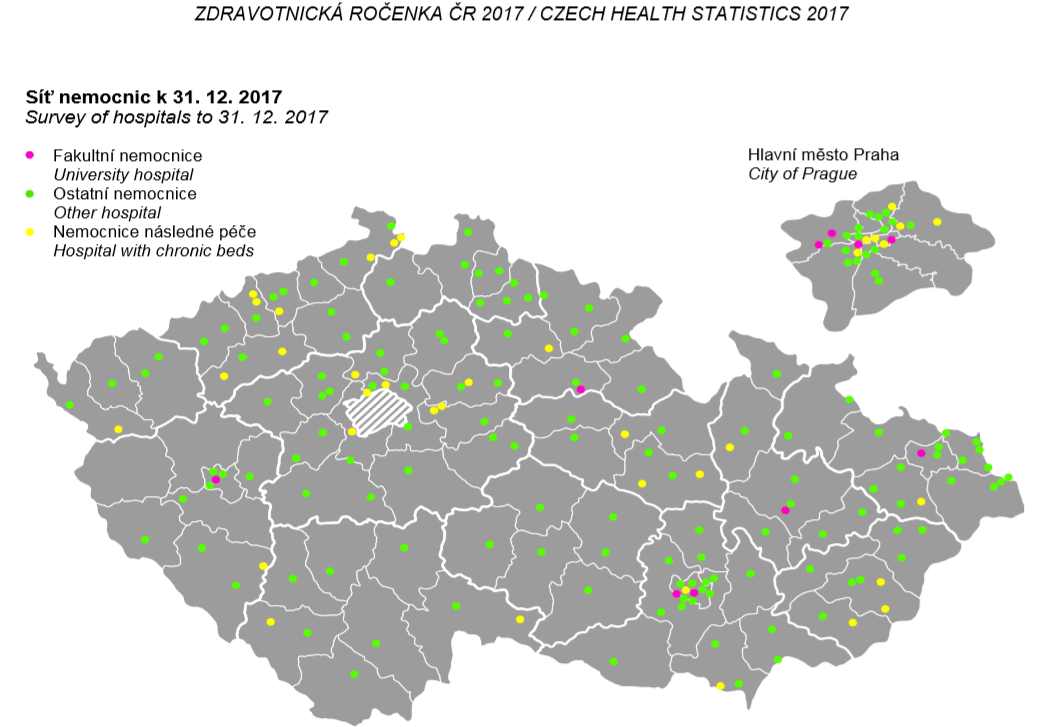 ZDRAVOTNICKÁ ROČENKA ČR 2017 / CZECH HEALTH STATISTICS 2017
Síť nemocnic k 31. 12. 2017
Survey of hospitals to 31. 12. 2017
Fakultní nemocnice
University hospital
Ostatní nemocnice
Other hospital
Nemocnice následné péče
Hospital with chronic beds
Hlavní město Praha
City of Prague